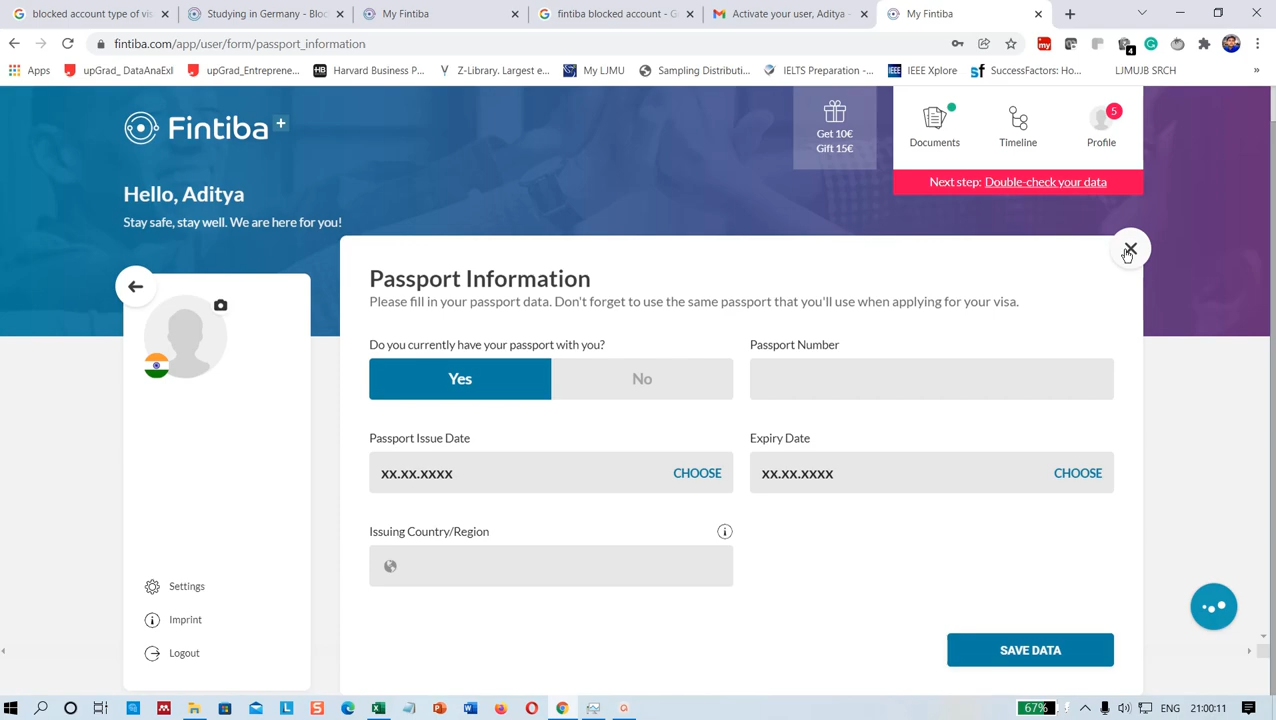 blocked account type of vis
Studying in Germany - Bloc
My Fintiba
fintiba blocked account - G
Activate your user, Aditya -
My Fintiba
fintiba.com/app/user/form/passport_information
4
Apps
upGrad_ DataAnaExl
upGrad_Entreprene...
Harvard Business P...
Z-Library. Largest e...
My LJMU
Sampling Distributi...
IELTS Preparation -...
IEEE Xplore
SuccessFactors: Ho...
LJMUJB SRCH
»
Fintiba +
Get 10€
Gift 15€
Documents
Timeline
5
Profile
Next step: Double-check your data
Hello, Aditya
Stay safe, stay well. We are here for you!
Passport Information
Please fill in your passport data. Don't forget to use the same passport that you'll use when applying for your visa.
Do you currently have your passport with you?
Passport Number
Yes
No
Passport Issue Date
Expiry Date
XX.XX.XXXX
CHOOSE
XX.XX.XXXX
CHOOSE
Issuing Country/Region
Settings
Imprint
Logout
SAVE DATA
67%
ENG
21:00:11